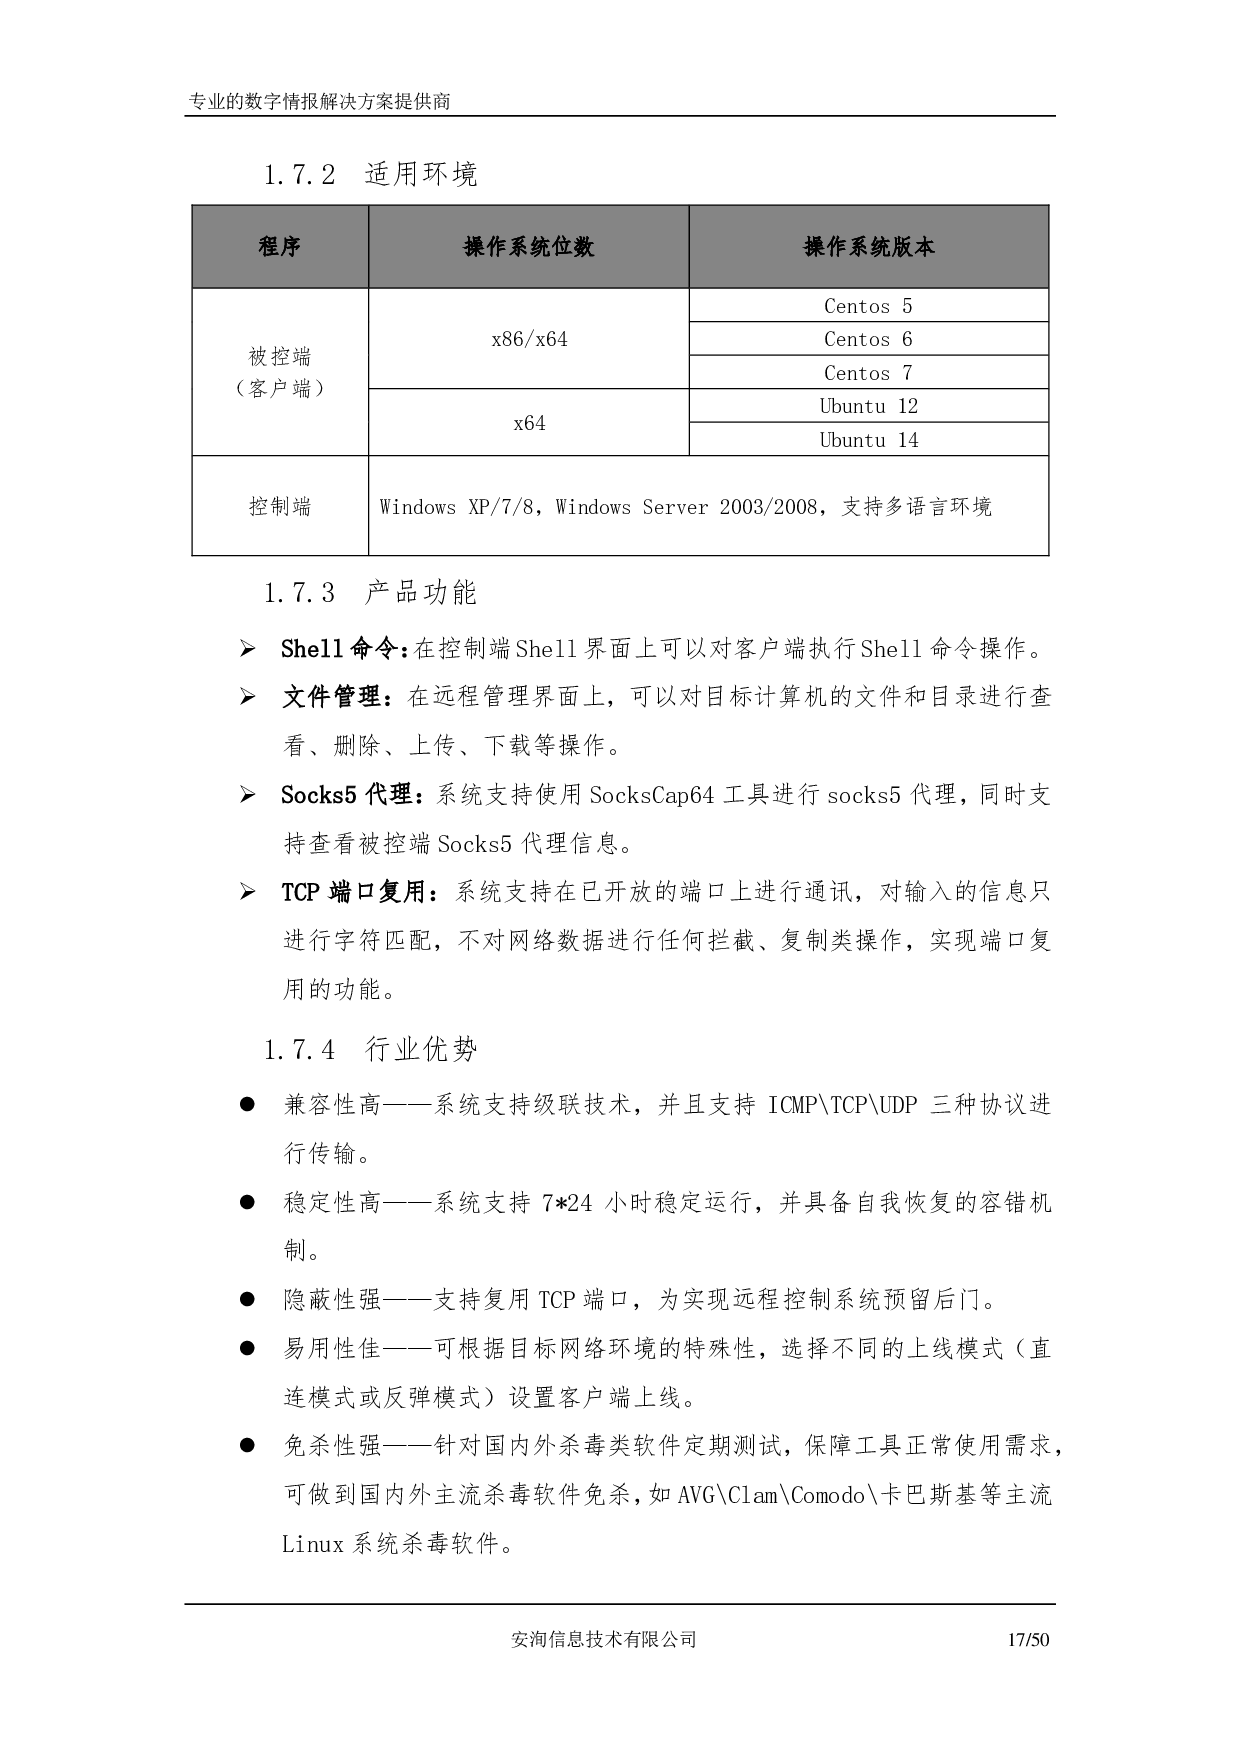 专业的数字情报解决方案提供商
1.7.2 适用环境
程序 操作系统位数 操作系统版本
被控端
（客户端）
x86/x64
Centos 5
Centos 6
Centos 7
x64
Ubuntu 12
Ubuntu 14
控制端 Windows XP/7/8，Windows Server 2003/2008，支持多语言环境
1.7.3 产品功能
➢ Shell 命令：在控制端 Shell 界面上可以对客户端执行 Shell 命令操作。
➢ 文件管理：在远程管理界面上，可以对目标计算机的文件和目录进行查
看、删除、上传、下载等操作。
➢ Socks5 代理：系统支持使用 SocksCap64 工具进行 socks5 代理，同时支
持查看被控端 Socks5 代理信息。
➢ TCP 端口复用：系统支持在已开放的端口上进行通讯，对输入的信息只
进行字符匹配，不对网络数据进行任何拦截、复制类操作，实现端口复
用的功能。
1.7.4 行业优势
● 兼容性高——系统支持级联技术，并且支持 ICMP\TCP\UDP 三种协议进
行传输。
● 稳定性高——系统支持 7*24 小时稳定运行，并具备自我恢复的容错机
制。
● 隐蔽性强——支持复用 TCP 端口，为实现远程控制系统预留后门。
● 易用性佳——可根据目标网络环境的特殊性，选择不同的上线模式（直
连模式或反弹模式）设置客户端上线。
● 免杀性强——针对国内外杀毒类软件定期测试，保障工具正常使用需求，
可做到国内外主流杀毒软件免杀，如 AVG\Clam\Comodo\卡巴斯基等主流
Linux 系统杀毒软件。
安洵信息技术有限公司 17/50